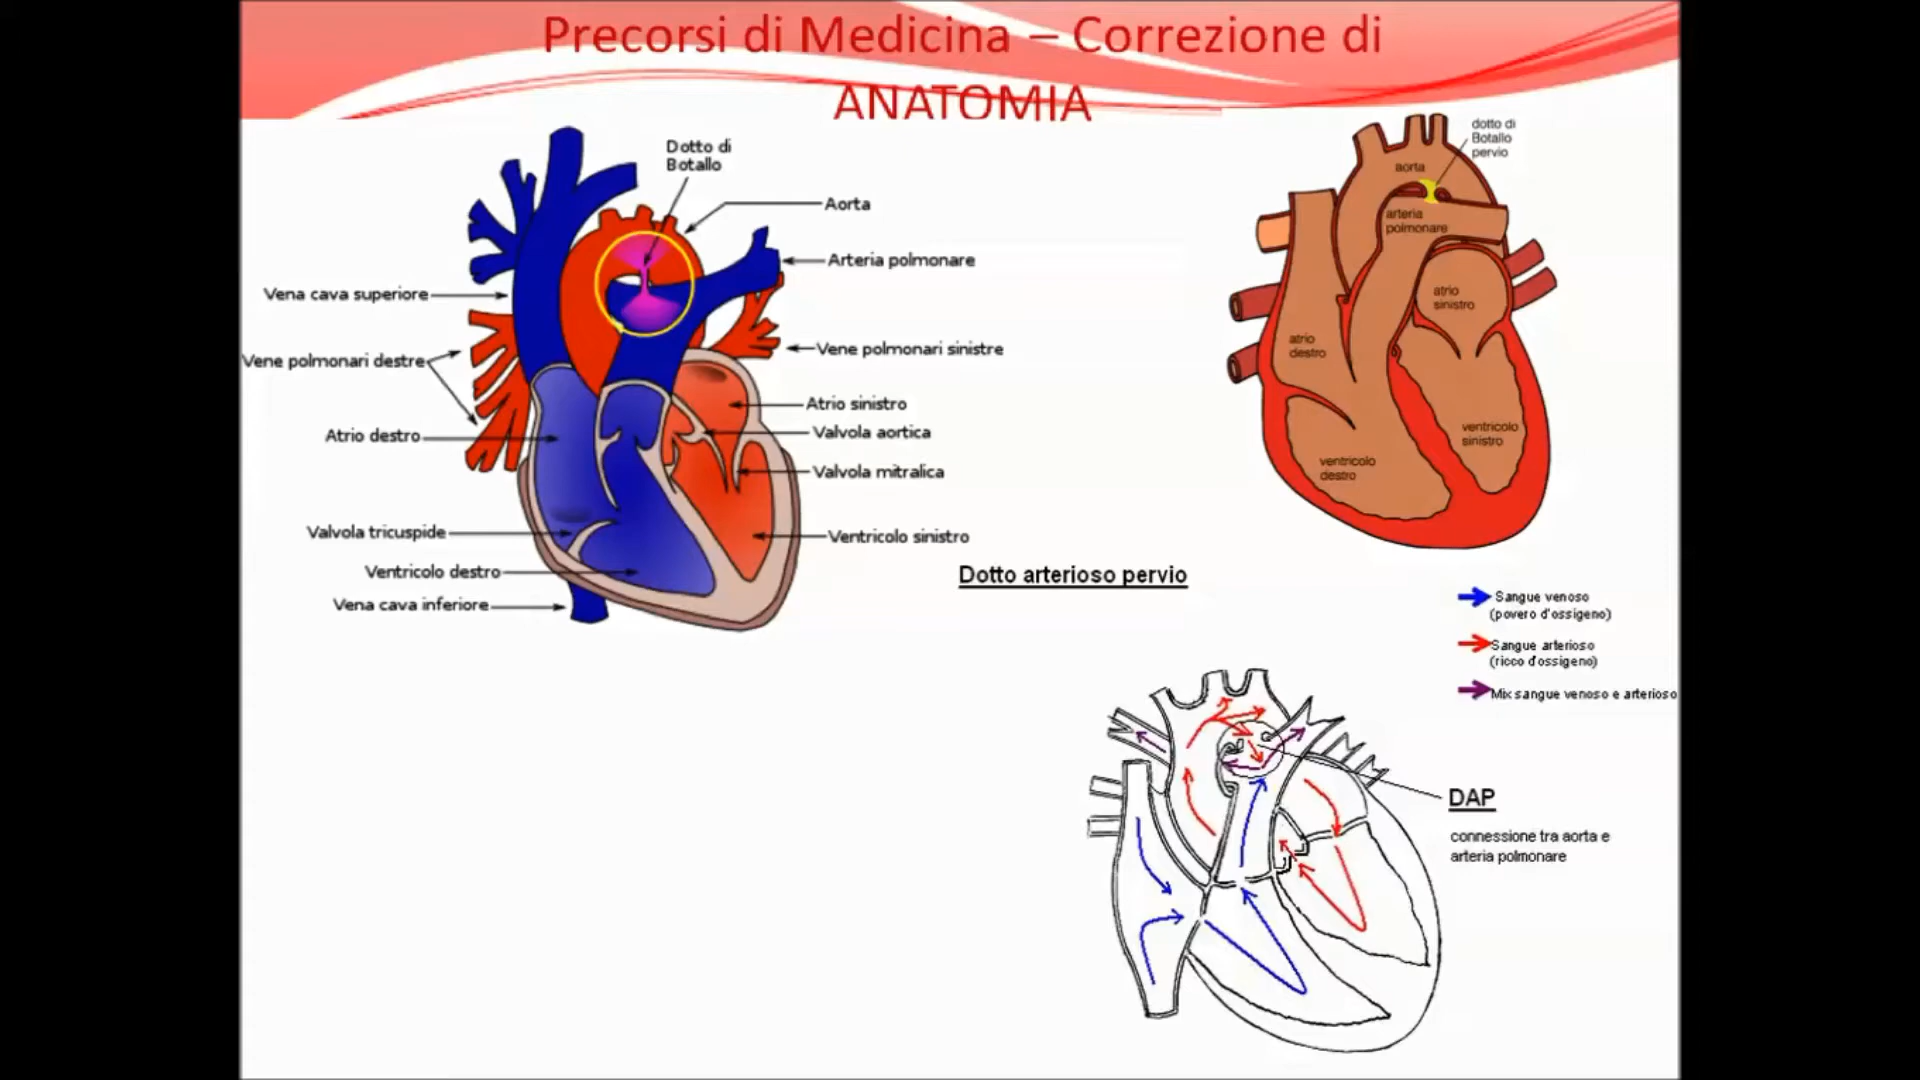 Precorsi di Medicina – Correzione di
ANATOMIA
Dotto di
Botallo
Aorta
Arteria polmonare
Vena cava superiore
Vene polmonari destre
Vene polmonari sinistre
Atrio sinistro
Valvola aortica
Atrio destro
Valvola mitralica
Valvola tricuspide
Ventricolo sinistro
Ventricolo destro
Vena cava inferiore
dotto di
Botallo
pervio
aorta
arteria
polmonare
atrio
sinistro
atrio
destro
ventricolo
sinistro
ventricolo
destro
Dotto arterioso pervio
Sangue venoso
(povero d'ossigeno)
Sangue arterioso
(ricco d'ossigeno)
Mix sangue venoso e arterioso
DAP
connessione tra aorta e
arteria polmonare